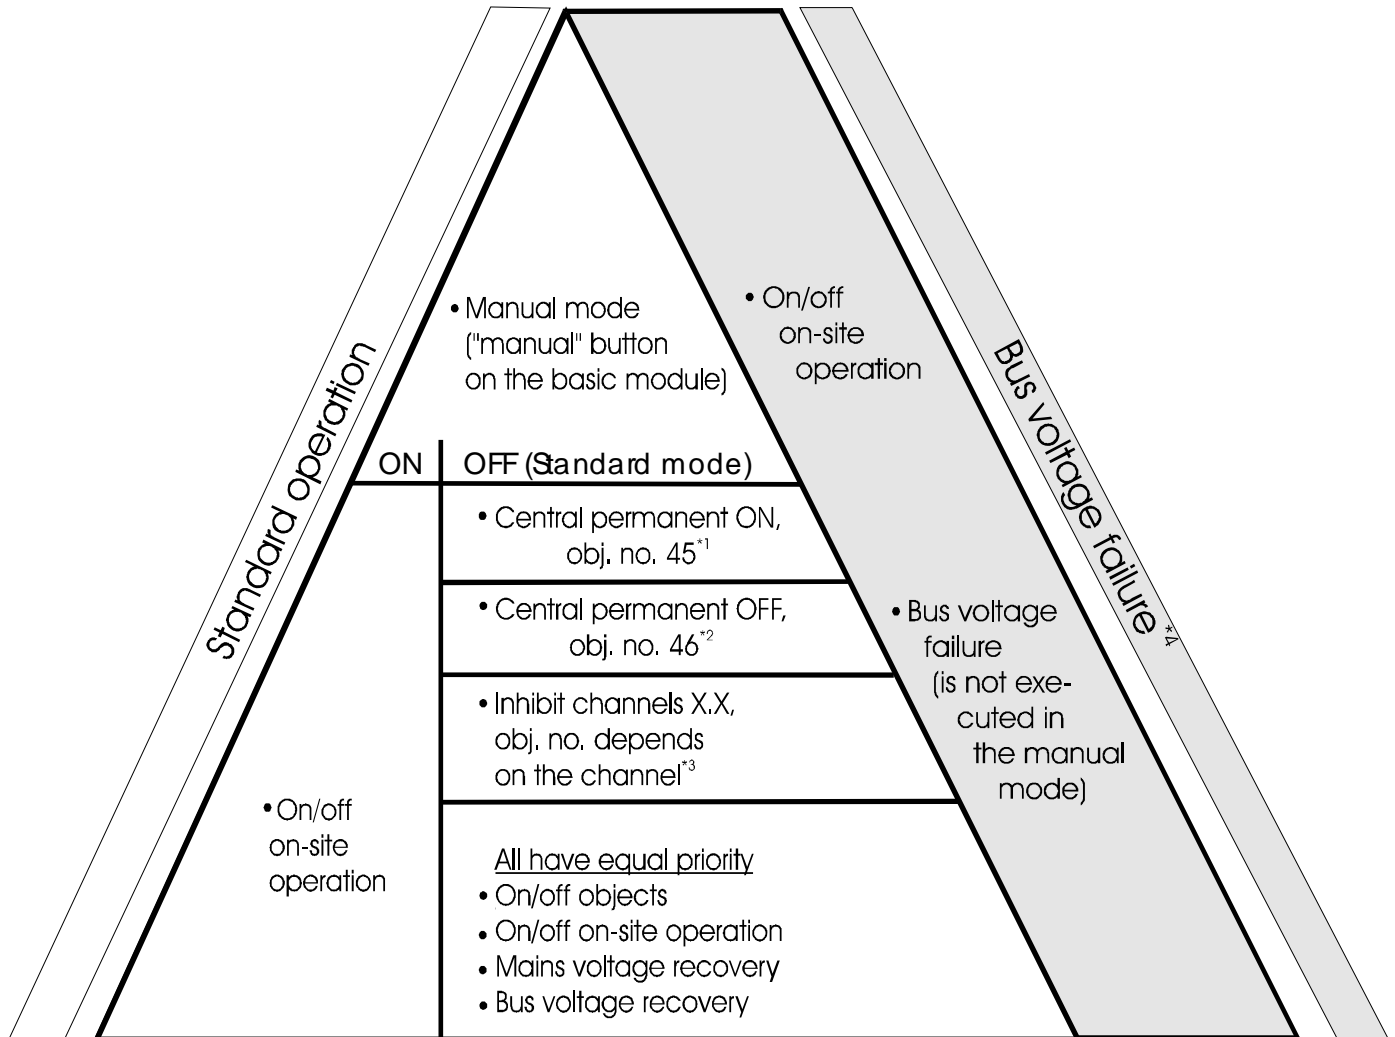 Standard operation
• Manual mode
("manual" button
on the basic module)
ON
OFF (Standard mode)
• Central permanent ON,
obj. no. 45*1
• Central permanent OFF,
obj. no. 46*2
• Inhibit channels X.X,
obj. no. depends
on the channel*3
• On/off
on-site
operation
All have equal priority
• On/off objects
• On/off on-site operation
• Mains voltage recovery
• Bus voltage recovery
• On/off
on-site
operation
• Bus voltage
failure
(is not exe-
cuted in
the manual
mode)
Bus voltage failure *4